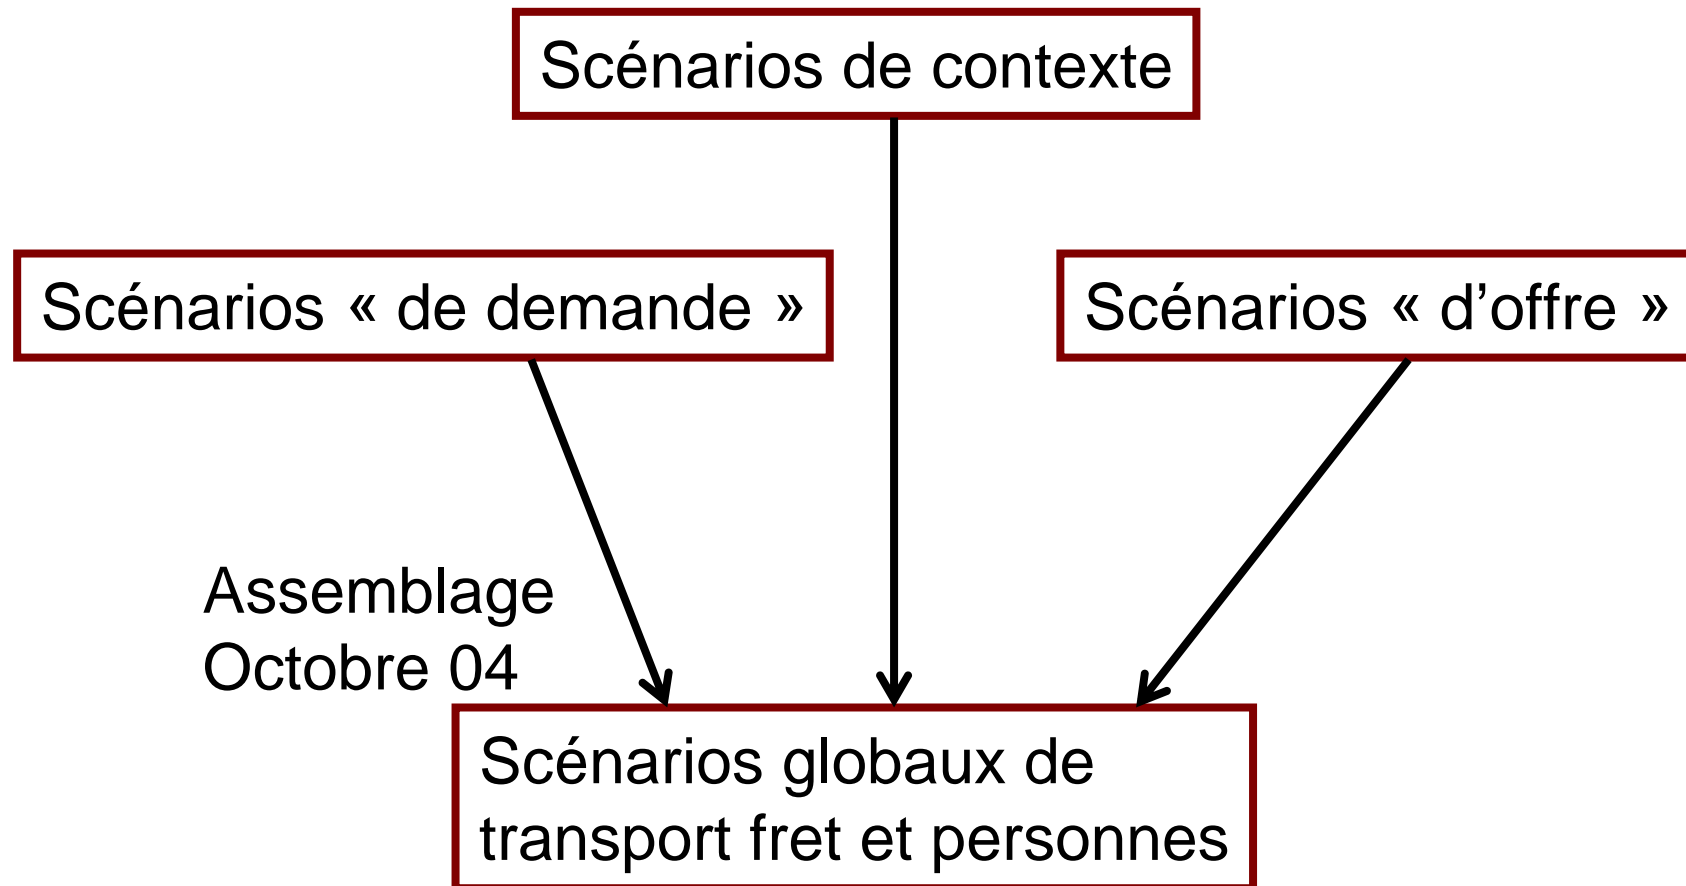 Scénarios de contexte
Scénarios « de demande »
Scénarios « d’offre »
Assemblage
Octobre 04
Scénarios globaux de
transport fret et personnes